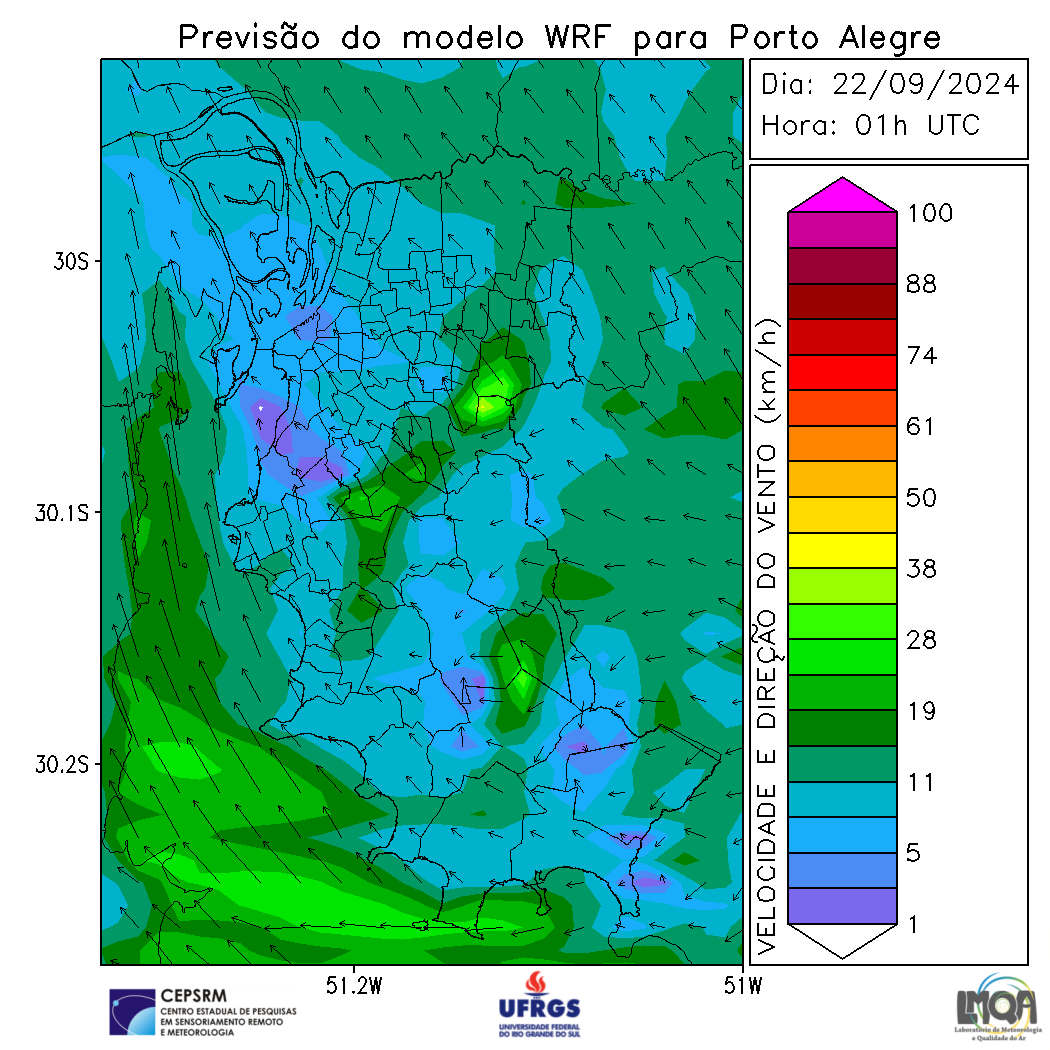 Previsão do modelo WRF para Porto Alegre
Dia: 22/09/2024
Hora: 01h UTC
30S
30.1S
30.2S
51.2W
51W
VELOCIDADE E DIREÇÃO DO VENTO (km/h)
100
88
74
61
50
38
28
19
11
5
1
CEPSRM
CENTRO ESTADUAL DE PESQUISAS
EM SENSORIAMENTO REMOTO
E METEOROLOGIA
UFRGS
UNIVERSIDADE FEDERAL
DO RIO GRANDE DO SUL
LMQA
Laboratório de Meteorologia
e Qualidade do Ar